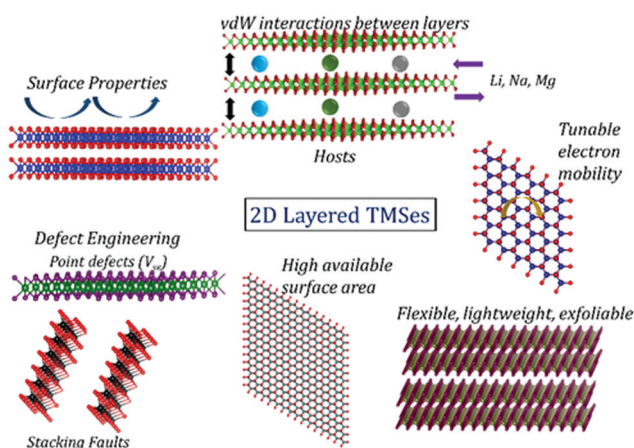 vdW interactions between layers
Surface Properties
Li, Na, Mg
Hosts
Tunable
electron
mobility
2D Layered TMSes
Defect Engineering
Point defects (V∞)
High available
surface area
Flexible, lightweight, exfoliable
Stacking Faults